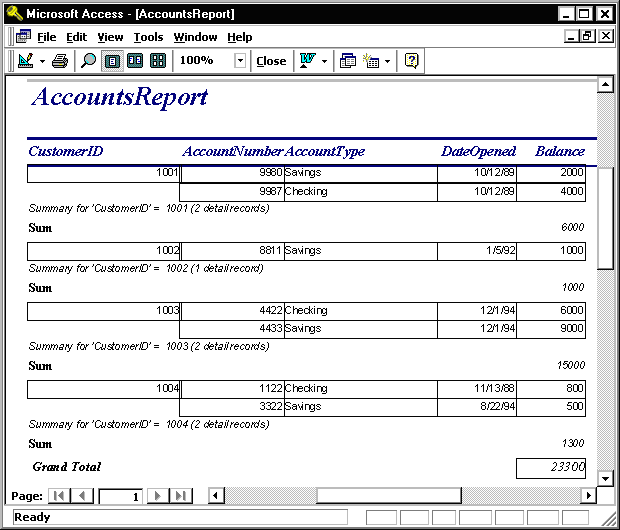 Microsoft Access - [AccountsReport]
File Edit View Tools Window Help
100% Close W ?
AccountsReport
CustomerID AccountNumber AccountType DateOpened Balance
1001 9980 Savings 10/12/89 2000
9987 Checking 10/12/89 4000
Summary for 'CustomerID' = 1001 (2 detail records)
Sum 6000
1002 8811 Savings 1/5/92 1000
Summary for 'CustomerID' = 1002 (1 detail record)
Sum 1000
1003 4422 Checking 12/1/94 6000
4433 Savings 12/1/94 9000
Summary for 'CustomerID' = 1003 (2 detail records)
Sum 15000
1004 1122 Checking 11/13/88 800
3322 Savings 8/22/94 500
Summary for 'CustomerID' = 1004 (2 detail records)
Sum 1300
Grand Total 23300
Page: 1
Ready